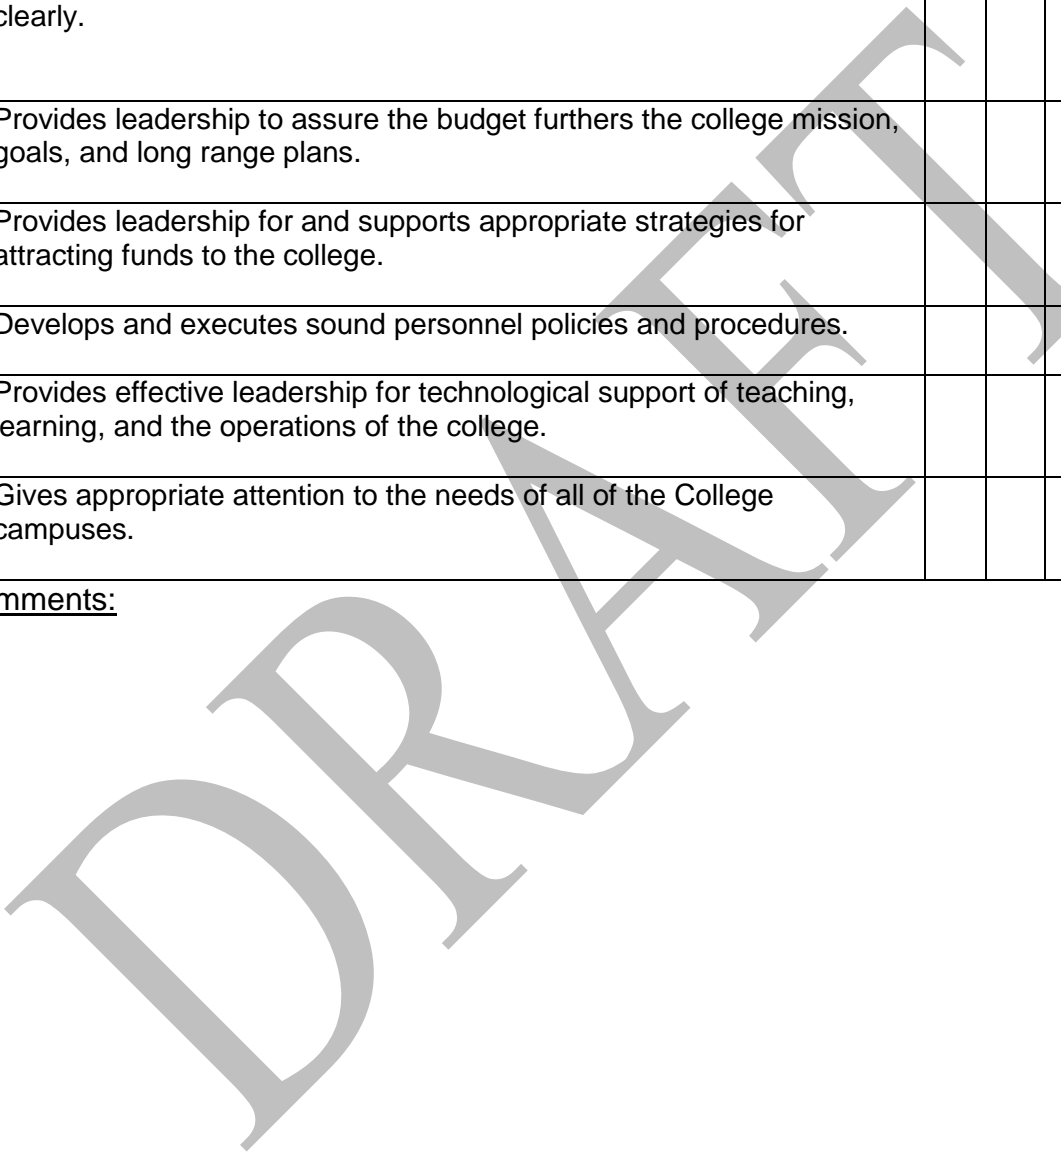 clearly.
Provides leadership to assure the budget furthers the college mission,
goals, and long range plans.
Provides leadership for and supports appropriate strategies for
attracting funds to the college.
Develops and executes sound personnel policies and procedures.
Provides effective leadership for technological support of teaching,
learning, and the operations of the college.
Gives appropriate attention to the needs of all of the College
campuses.
mments:
DRAFT